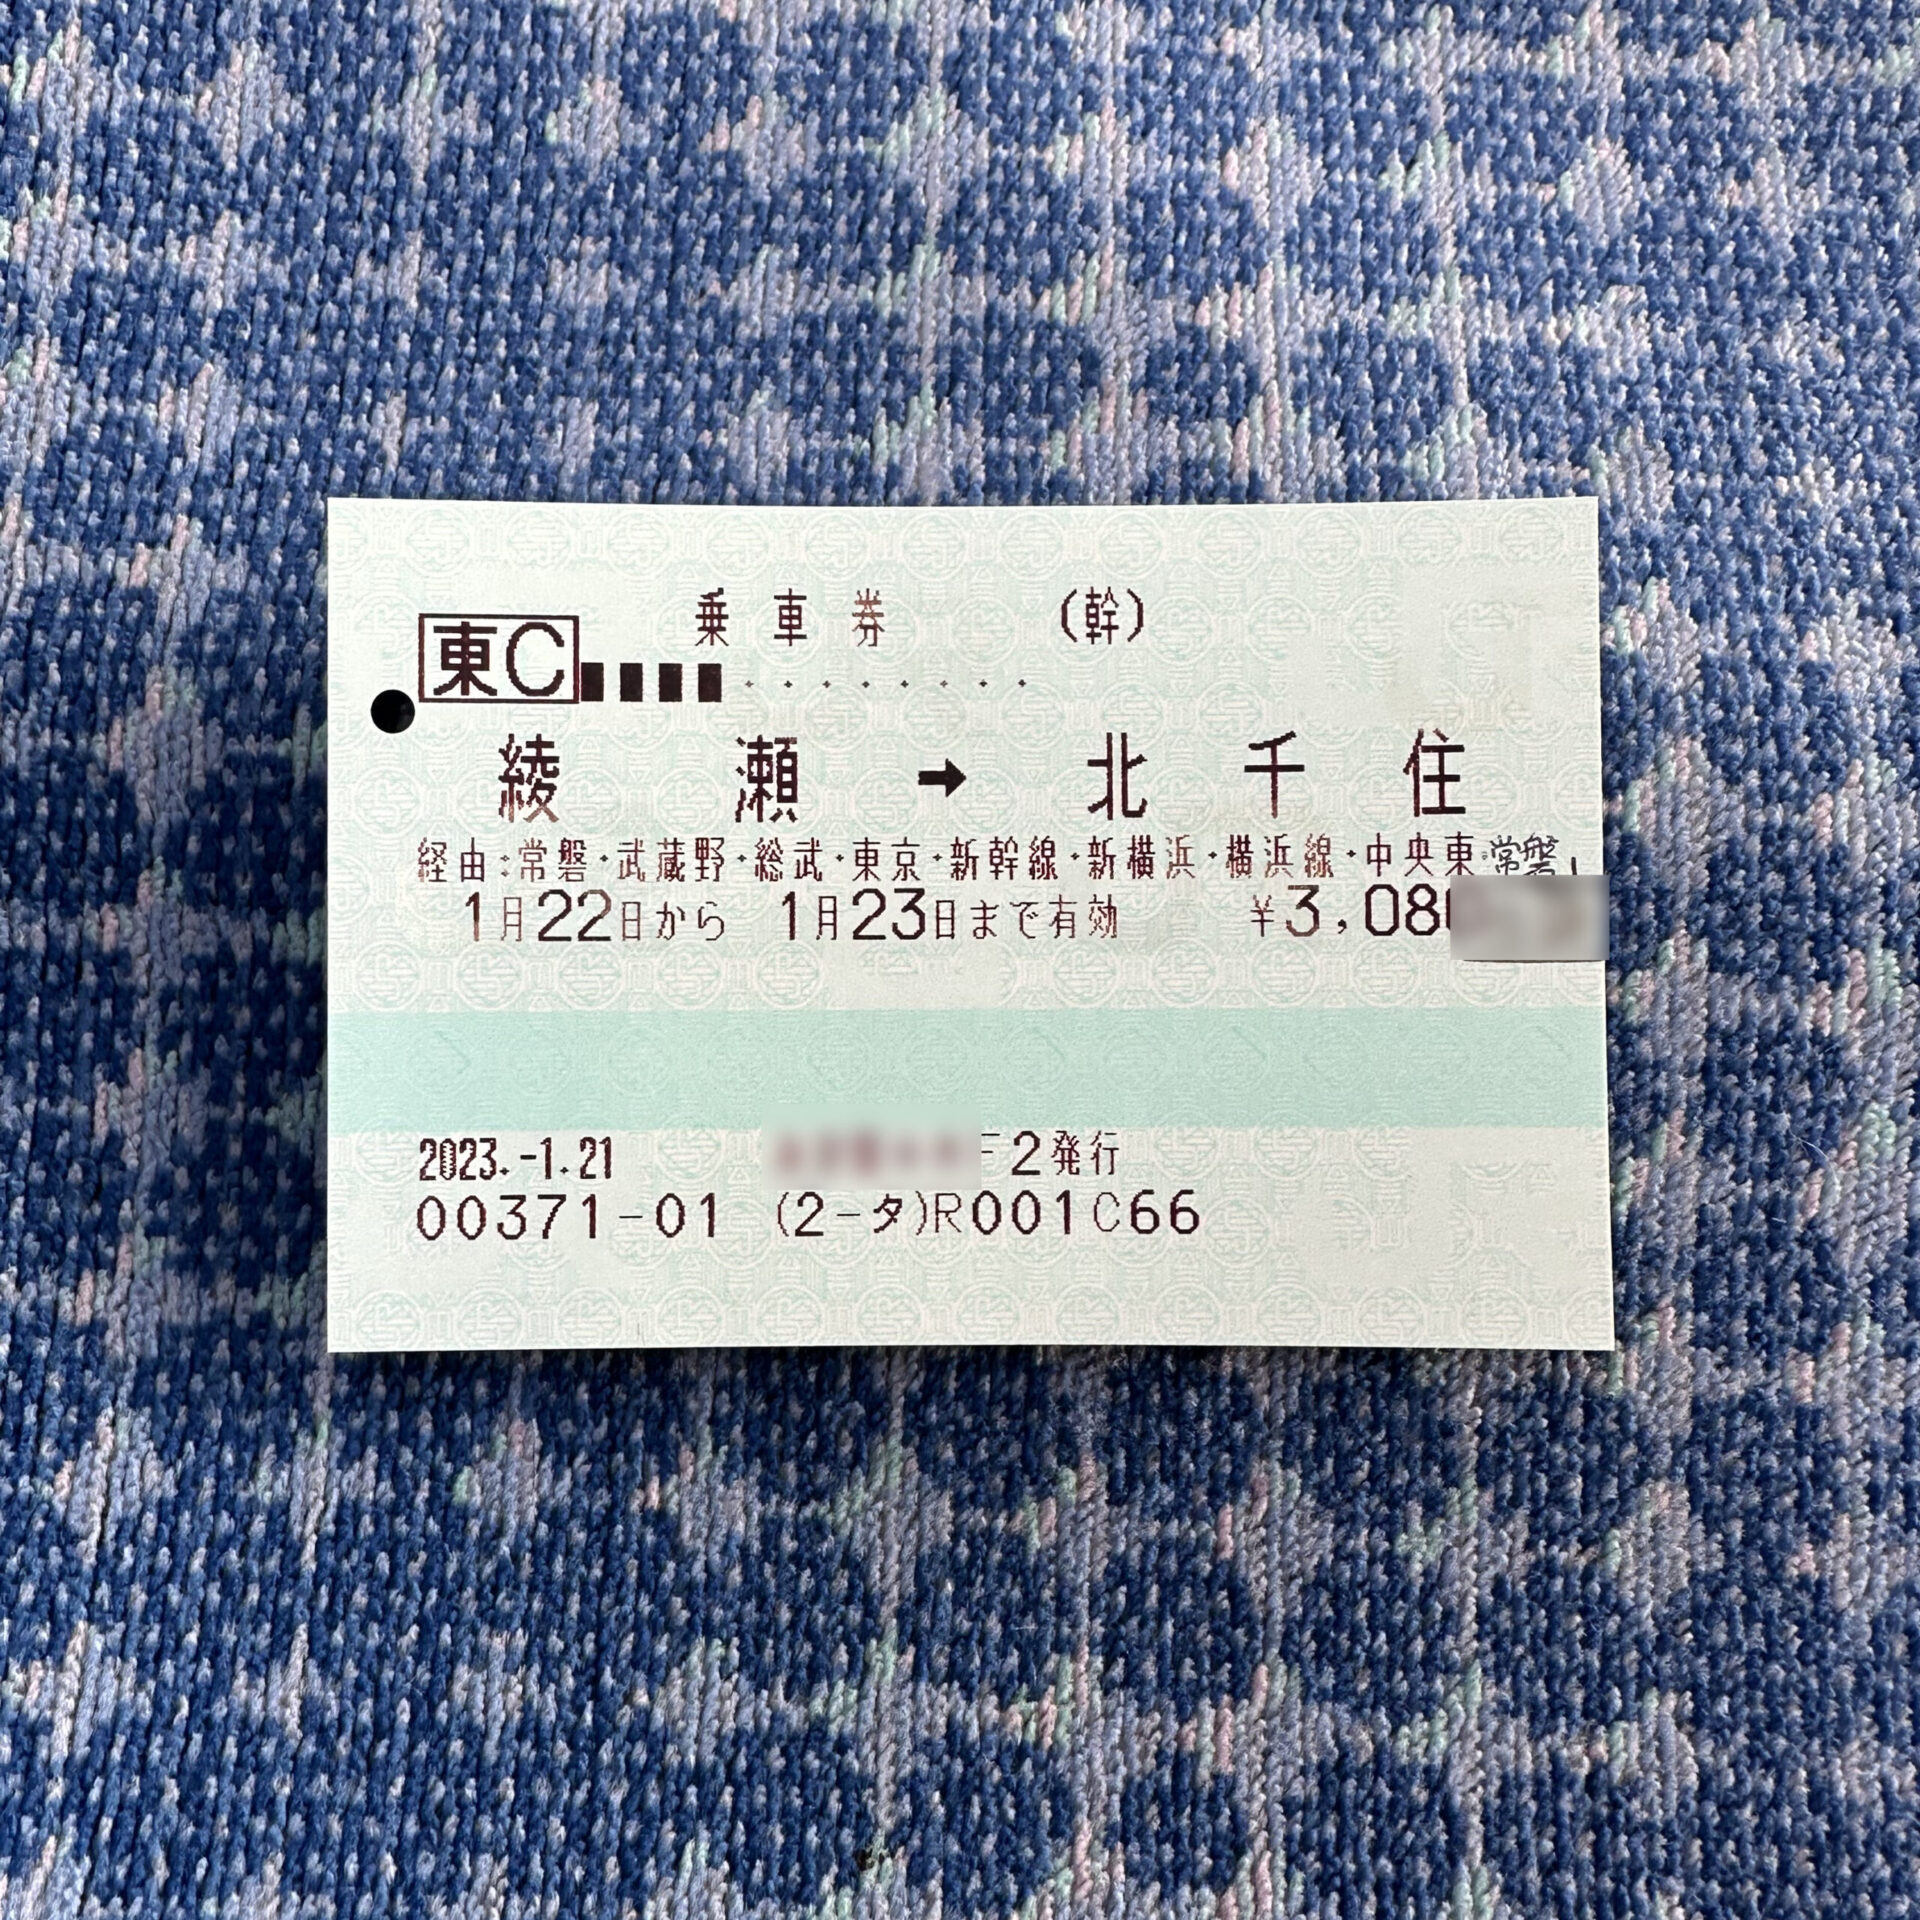 乗車券 (幹)
東C
綾瀬→北千住
経由:常磐・武蔵野・総武・東京・新幹線・新横浜・横浜線・中央東・常磐
1月22日から 1月23日まで有効 ¥3,08
2023.-1.21 2発行
00371-01 (2-タ)R001C66